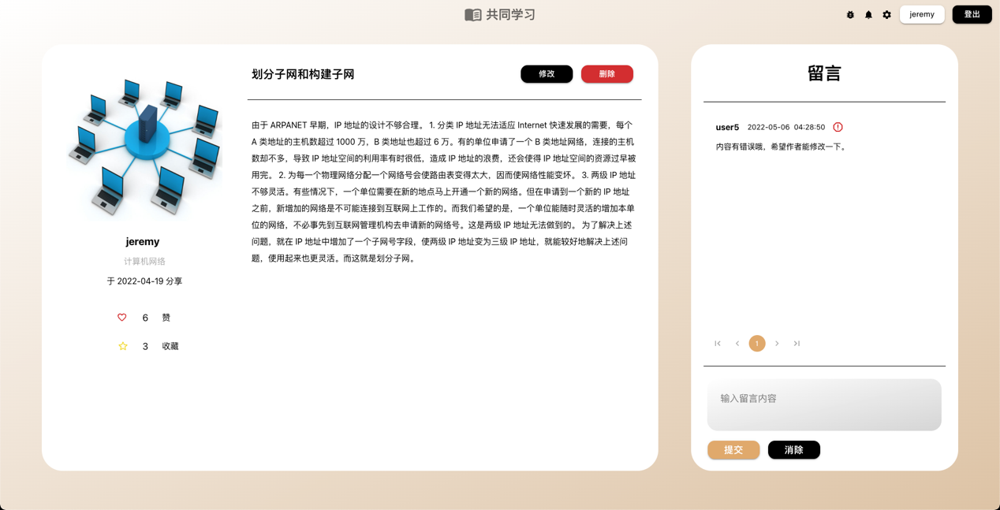 共同学习
jeremy
登出
jeremy
计算机网络
于 2022-04-19 分享
6 赞
3 收藏
划分子网和构建子网
修改
删除
由于 ARPANET 早期，IP 地址的设计不够合理。 1. 分类 IP 地址无法适应 Internet 快速发展的需要，每个
A 类地址的主机数超过 1000 万，B 类地址也超过 6 万。有的单位申请了一个 B 类地址网络，连接的主机
数却不多，导致 IP 地址空间的利用率有时很低，造成 IP 地址的浪费，还会使得 IP 地址空间的资源过早被
用完。 2. 为每一个物理网络分配一个网络号会使路由表变得太大，因而使网络性能变坏。 3. 两级 IP 地址
不够灵活。有些情况下，一个单位需要在新的地点马上开通一个新的网络。但在申请到一个新的 IP 地址
之前，新增加的网络是不可能连接到互联网上工作的。而我们希望的是，一个单位能随时灵活的增加本单
位的网络，不必事先到互联网管理机构去申请新的网络号。这是两级 IP 地址无法做到的。 为了解决上述
问题，就在 IP 地址中增加了一个子网号字段，使两级 IP 地址变为三级 IP 地址，就能较好地解决上述问
题，使用起来也更灵活。而这就是划分子网。
留言
user5 2022-05-06 04:28:50
内容有错误哦，希望作者能修改一下。
1
输入留言内容
提交
消除